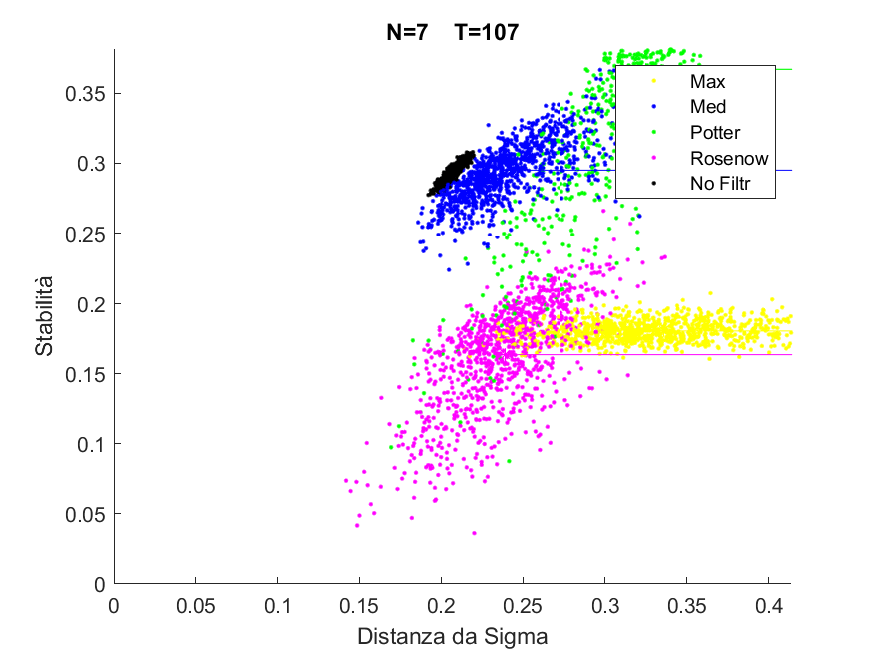 N=7 T=107
0.35
0.3
0.25
0.2
0.15
0.1
0.05
0
Stabilità
Max
Med
Potter
Rosenow
No Filtr
0 0.05 0.1 0.15 0.2 0.25 0.3 0.35 0.4
Distanza da Sigma